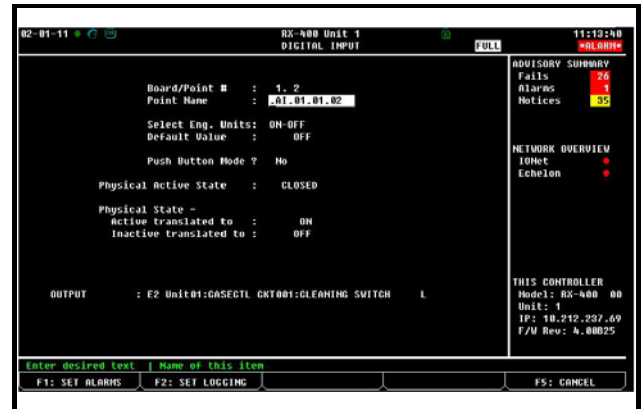 02-01-11 RX-400 Unit 1 11:13:40
DIGITAL INPUT FULL *ALARM*
ADVISORY SUMMARY
Fails 26
Alarms 1
Notices 35
NETWORK OVERVIEW
IONet
Echelon
THIS CONTROLLER
Model: RX-400 00
Unit: 1
IP: 10.212.237.69
F/W Rev: 4.00B25
Board/Point # : 1. 2
Point Name : .AI.01.01.02
Select Eng. Units: ON-OFF
Default Value : OFF
Push Button Mode ? No
Physical Active State : CLOSED
Physical State -
Active translated to : ON
Inactive translated to : OFF
OUTPUT : E2 Unit01:CASECTL CKT001:CLEANING SWITCH L
Enter desired text | Name of this item
F1: SET ALARMS F2: SET LOGGING F5: CANCEL